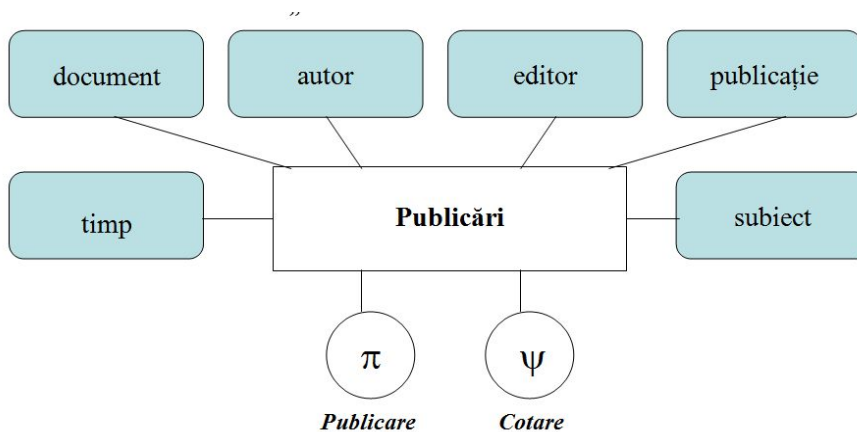 „
document
autor
editor
publicație
timp
Publicări
subiect
π
ψ
Publicare
Cotare